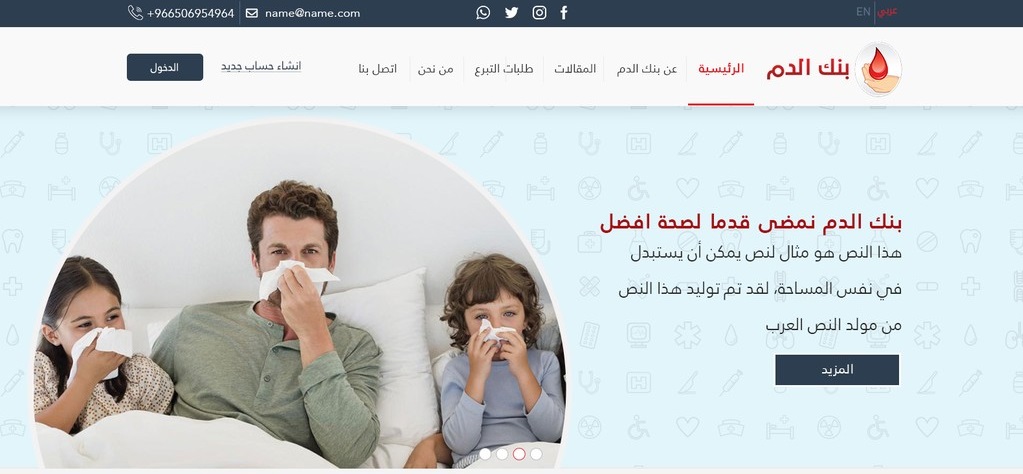 +966506954964
name@name.com
EN
عربي
بنك الدم
الرئيسية
عن بنك الدم
المقالات
طلبات التبرع
من نحن
اتصل بنا
انشاء حساب جديد
الدخول
بنك الدم نمضى قدما لصحة افضل
هذا النص هو مثال لنص يمكن أن يستبدل
في نفس المساحة، لقد تم توليد هذا النص
من مولد النص العرب
المزيد